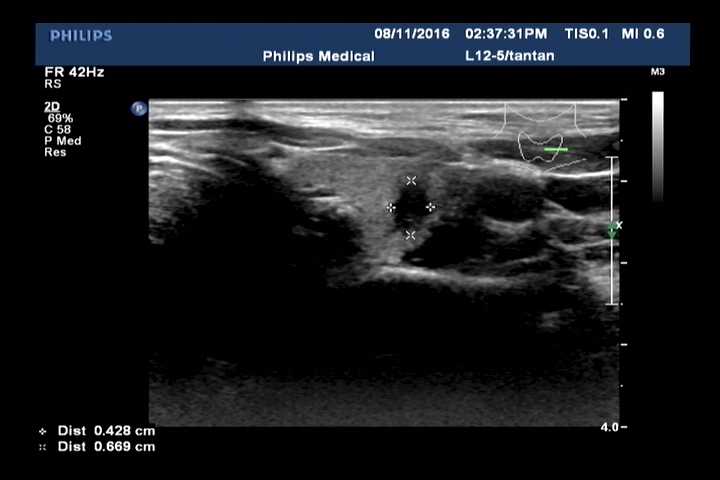 PHILIPS
08/11/2016 02:37:31PM TIS0.1 MI 0.6
Philips Medical L12-5/tantan
FR 42Hz
RS
M3
2D
69%
C 58
P Med
Res
P
x
4.0
Dist 0.428 cm
Dist 0.669 cm